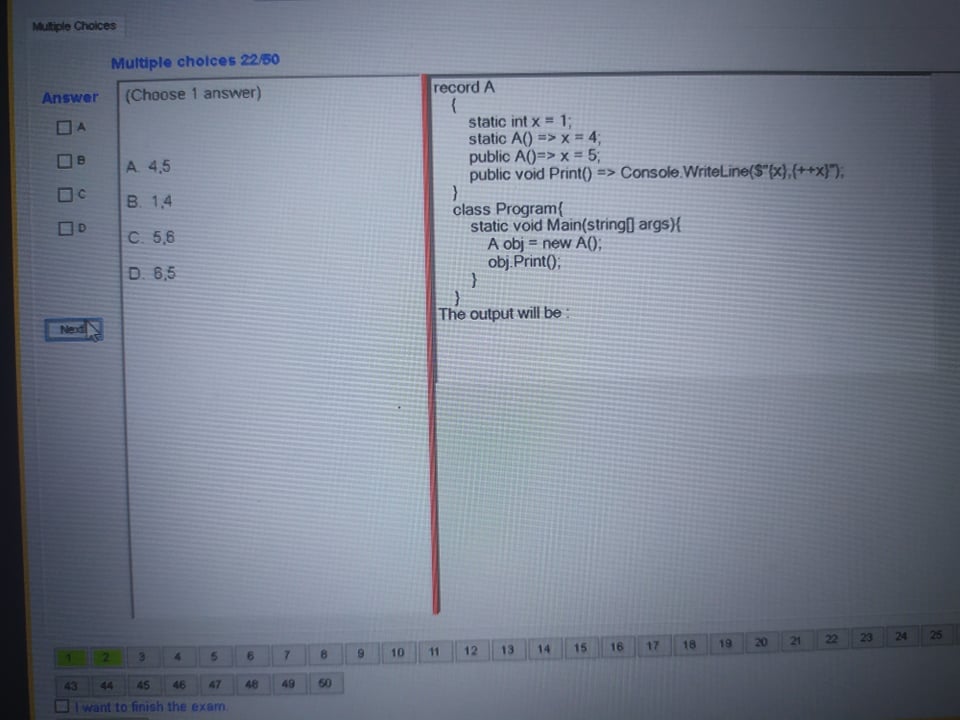 Multiple Choices
Multiple choices 22/50
Answer
A
B
C
D
Next
(Choose 1 answer)
A. 4,5
B. 1,4
C. 5,6
D. 6,5
record A
{
static int x = 1;
static A() => x = 4;
public A()=> x = 5;
public void Print() => Console.WriteLine($"{x},{++x}");
}
class Program{
static void Main(string[] args){
A obj = new A();
obj.Print();
}
}
The output will be :
1 2 3 4 5 6 7 8 9 10 11 12 13 14 15 16 17 18 19 20 21 22 23 24 25
43 44 45 46 47 48 49 50
I want to finish the exam.